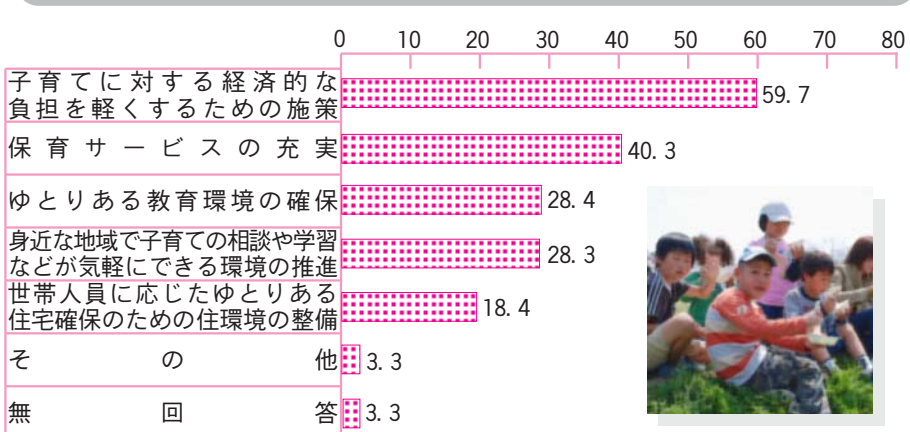 0 10 20 30 40 50 60 70 80
子育てに対する経済的な
負担を軽くするための施策
59.7
保育サービスの充実
40.3
ゆとりある教育環境の確保
28.4
身近な地域で子育ての相談や学習
などが気軽にできる環境の推進
28.3
世帯人員に応じたゆとりある
住宅確保のための住環境の整備
18.4
その他
3.3
無回答
3.3